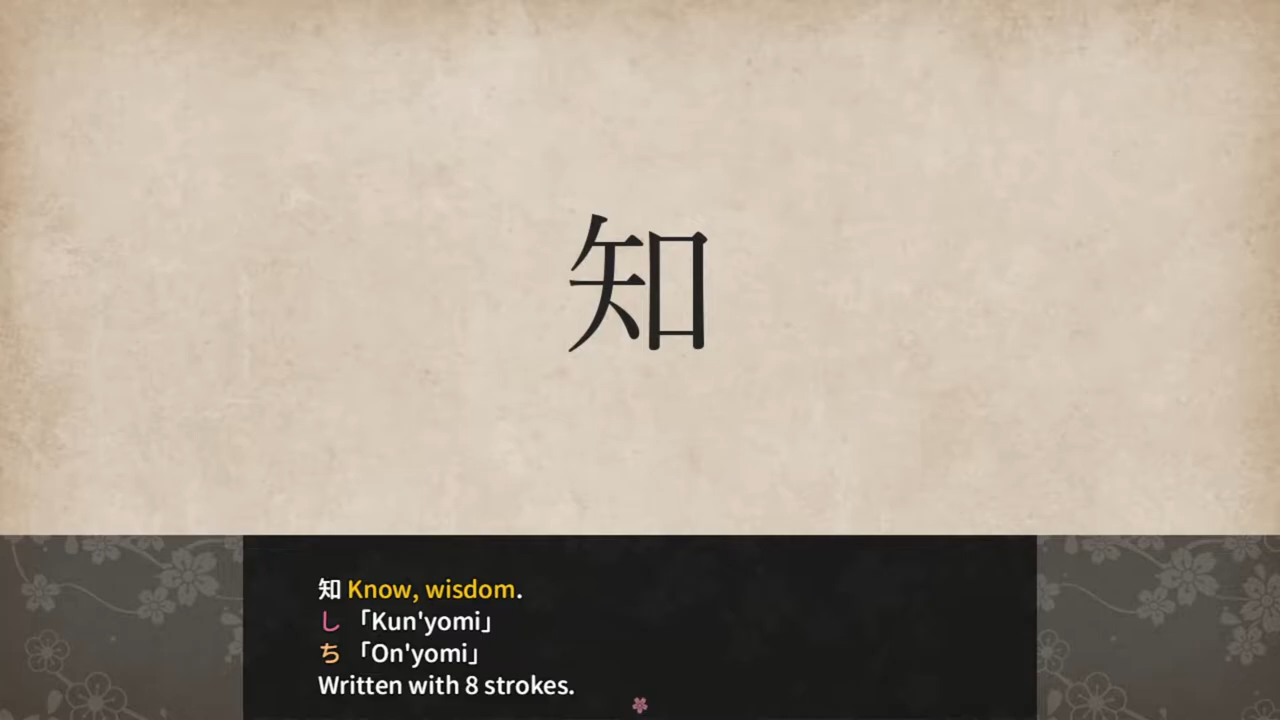 知
知 Know, wisdom.
し 「Kun'yomi」
ち 「On'yomi」
Written with 8 strokes.